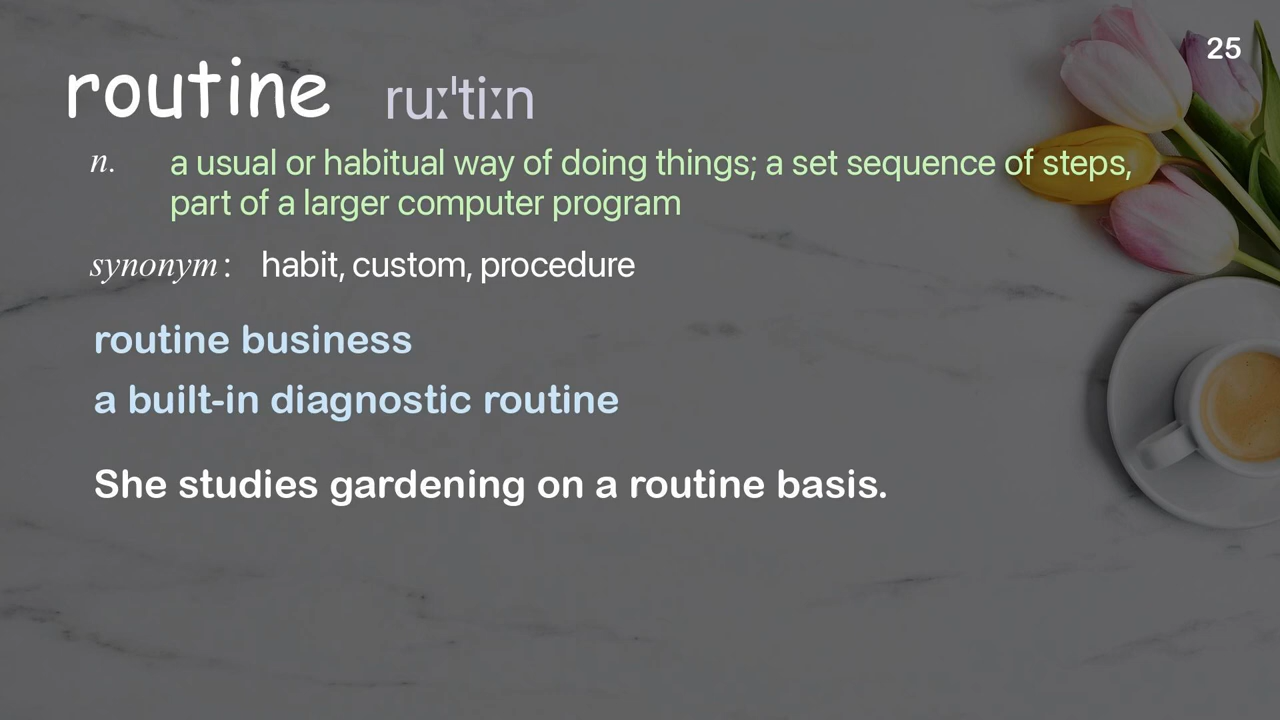 25
routine ruːˈtiːn
n. a usual or habitual way of doing things; a set sequence of steps,
part of a larger computer program
synonym : habit, custom, procedure
routine business
a built-in diagnostic routine
She studies gardening on a routine basis.